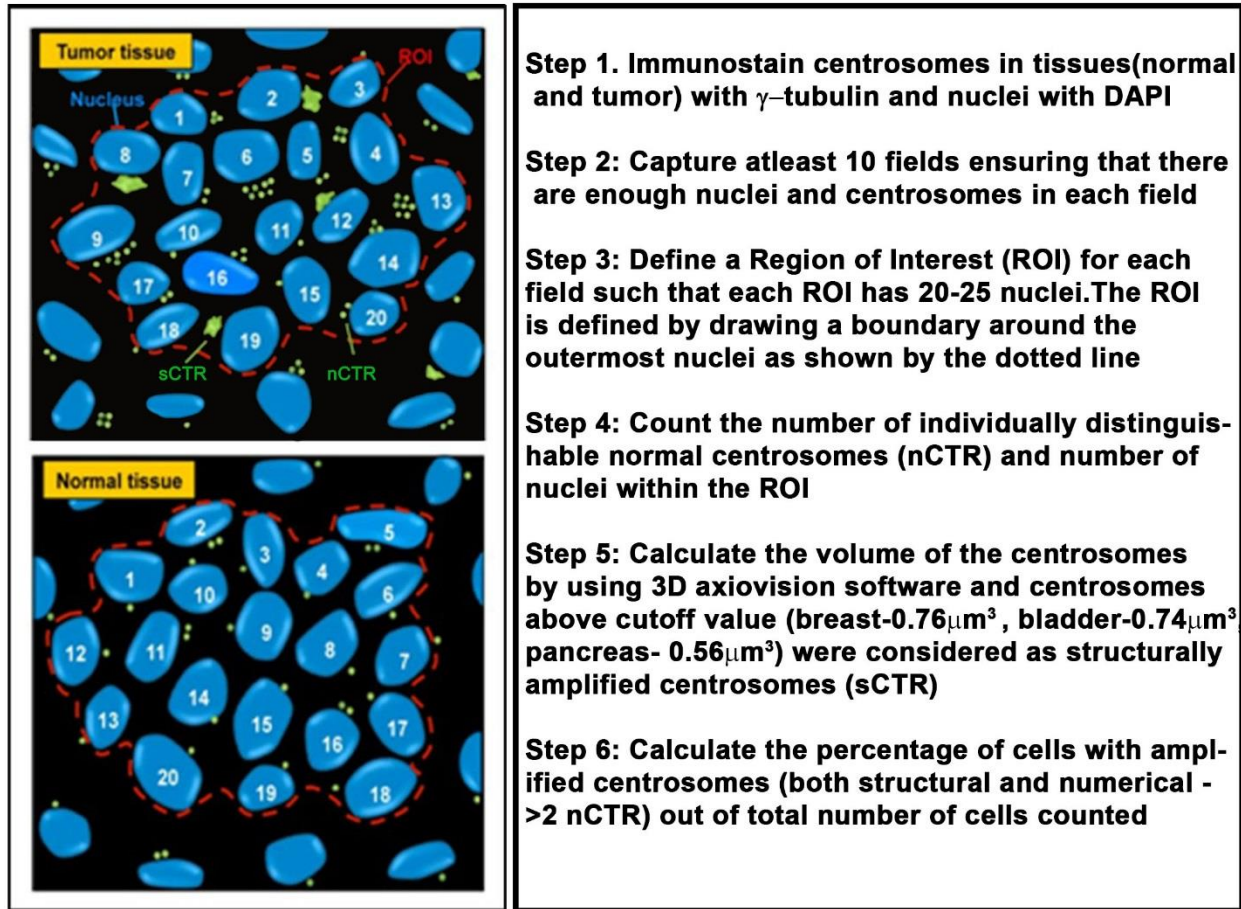 Tumor tissue
ROI
Nucleus
1
2
3
4
5
6
7
8
9
10
11
12
13
14
15
16
17
18
19
20
sCTR
nCTR
Normal tissue
1
2
3
4
5
6
7
8
9
10
11
12
13
14
15
16
17
18
19
20
Step 1. Immunostain centrosomes in tissues(normal
and tumor) with γ–tubulin and nuclei with DAPI
Step 2: Capture atleast 10 fields ensuring that there
are enough nuclei and centrosomes in each field
Step 3: Define a Region of Interest (ROI) for each
field such that each ROI has 20-25 nuclei.The ROI
is defined by drawing a boundary around the
outermost nuclei as shown by the dotted line
Step 4: Count the number of individually distinguis-
hable normal centrosomes (nCTR) and number of
nuclei within the ROI
Step 5: Calculate the volume of the centrosomes
by using 3D axiovision software and centrosomes
above cutoff value (breast-0.76μm³ , bladder-0.74μm³,
pancreas- 0.56μm³) were considered as structurally
amplified centrosomes (sCTR)
Step 6: Calculate the percentage of cells with ampl-
ified centrosomes (both structural and numerical -
>2 nCTR) out of total number of cells counted